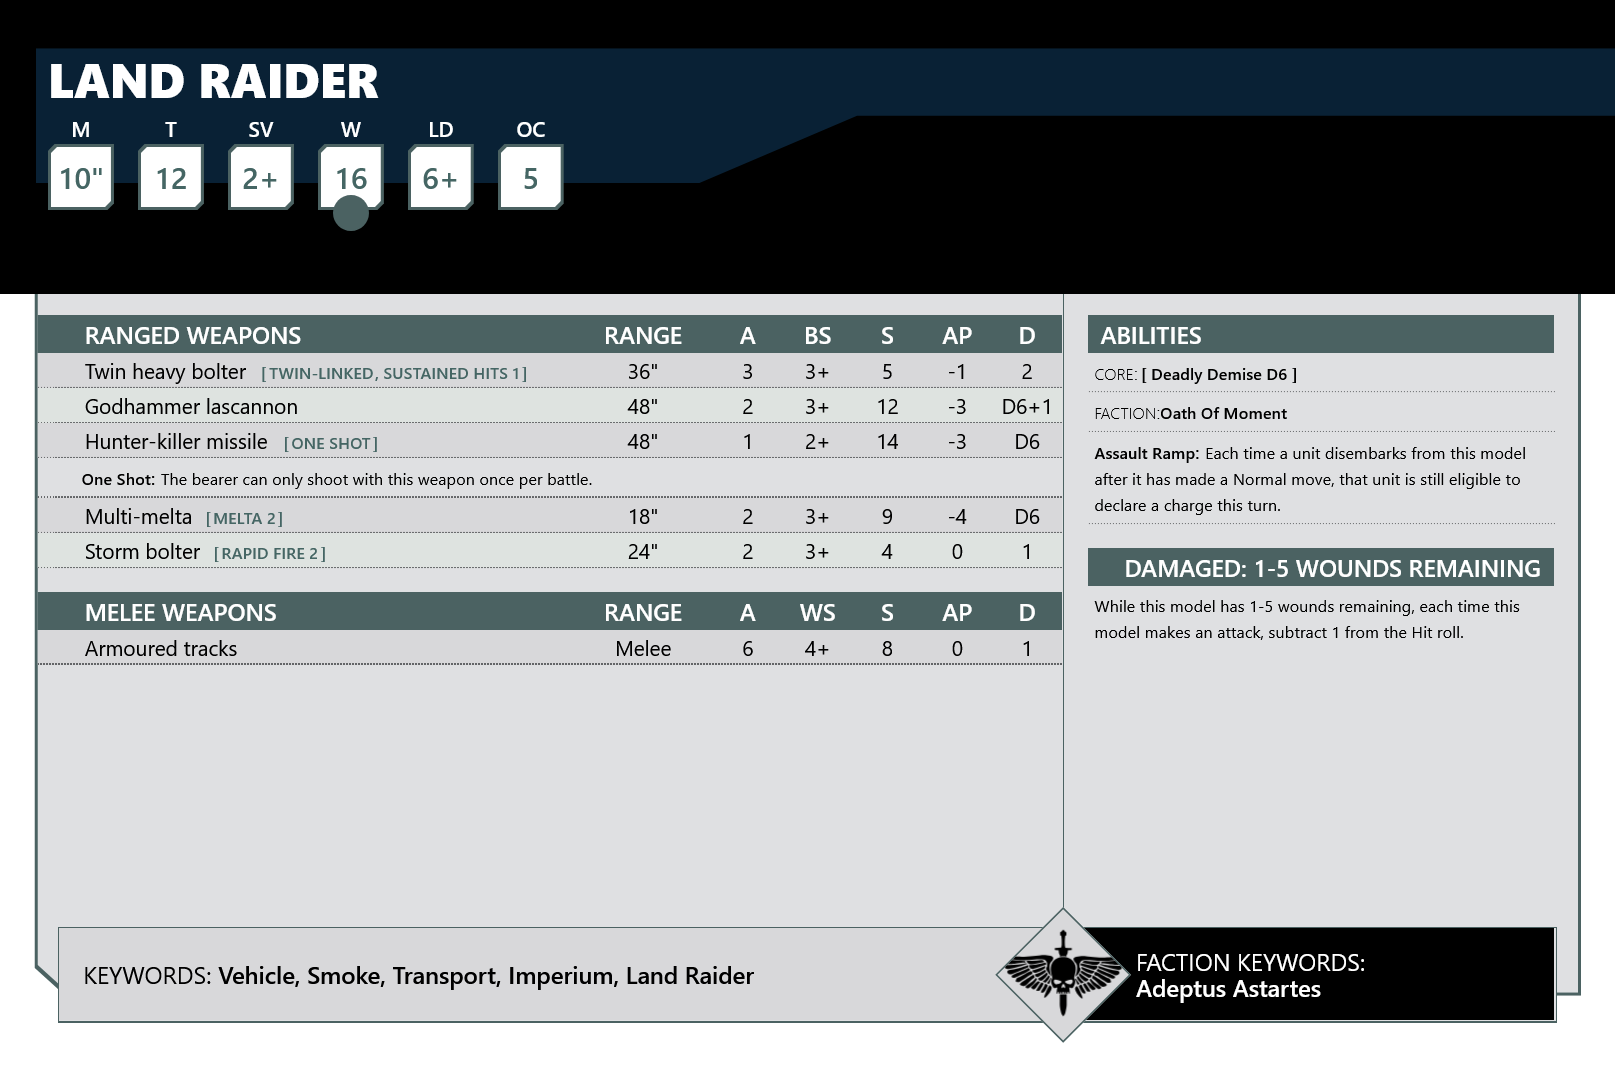 LAND RAIDER
M T SV W LD OC
10" 12 2+ 16 6+ 5
RANGED WEAPONS RANGE A BS S AP D
Twin heavy bolter [TWIN-LINKED, SUSTAINED HITS 1] 36" 3 3+ 5 -1 2
Godhammer lascannon 48" 2 3+ 12 -3 D6+1
Hunter-killer missile [ONE SHOT] 48" 1 2+ 14 -3 D6
One Shot: The bearer can only shoot with this weapon once per battle.
Multi-melta [MELTA 2] 18" 2 3+ 9 -4 D6
Storm bolter [RAPID FIRE 2] 24" 2 3+ 4 0 1
MELEE WEAPONS RANGE A WS S AP D
Armoured tracks Melee 6 4+ 8 0 1
ABILITIES
CORE: [ Deadly Demise D6 ]
FACTION:Oath Of Moment
Assault Ramp: Each time a unit disembarks from this model
after it has made a Normal move, that unit is still eligible to
declare a charge this turn.
DAMAGED: 1-5 WOUNDS REMAINING
While this model has 1-5 wounds remaining, each time this
model makes an attack, subtract 1 from the Hit roll.
KEYWORDS: Vehicle, Smoke, Transport, Imperium, Land Raider
FACTION KEYWORDS:
Adeptus Astartes